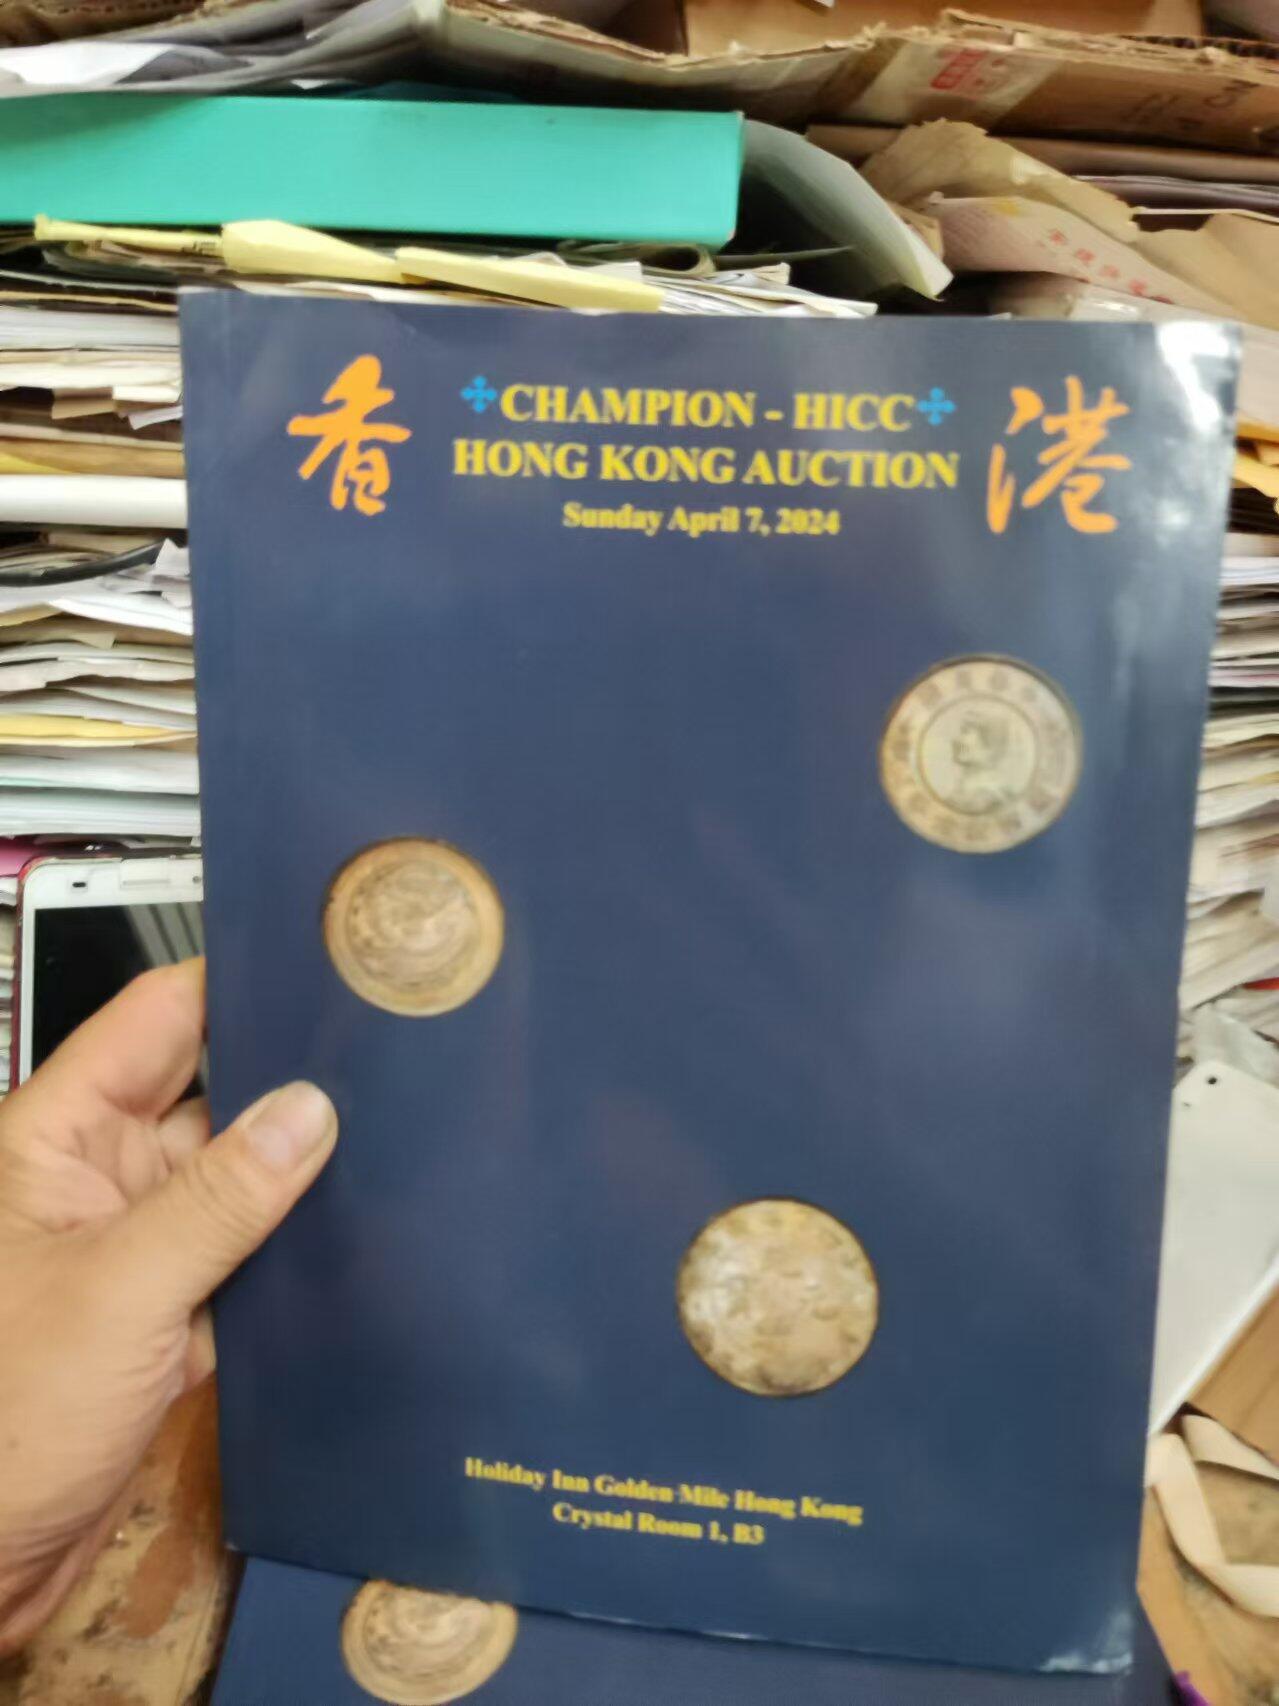 香 港
CHAMPION - HICC
HONG KONG AUCTION
Sunday April 7, 2024
Holiday Inn Golden Mile Hong Kong
Crystal Room 1, B3